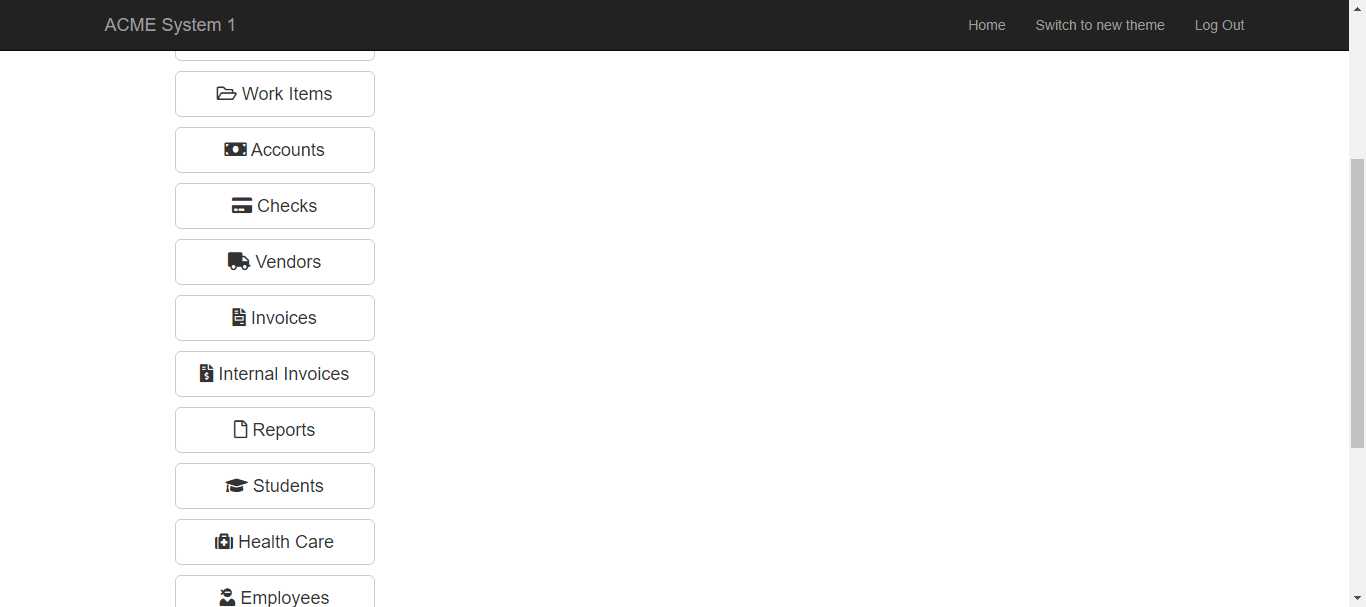 ACME System 1
Home
Switch to new theme
Log Out
Work Items
Accounts
Checks
Vendors
Invoices
Internal Invoices
Reports
Students
Health Care
Employees